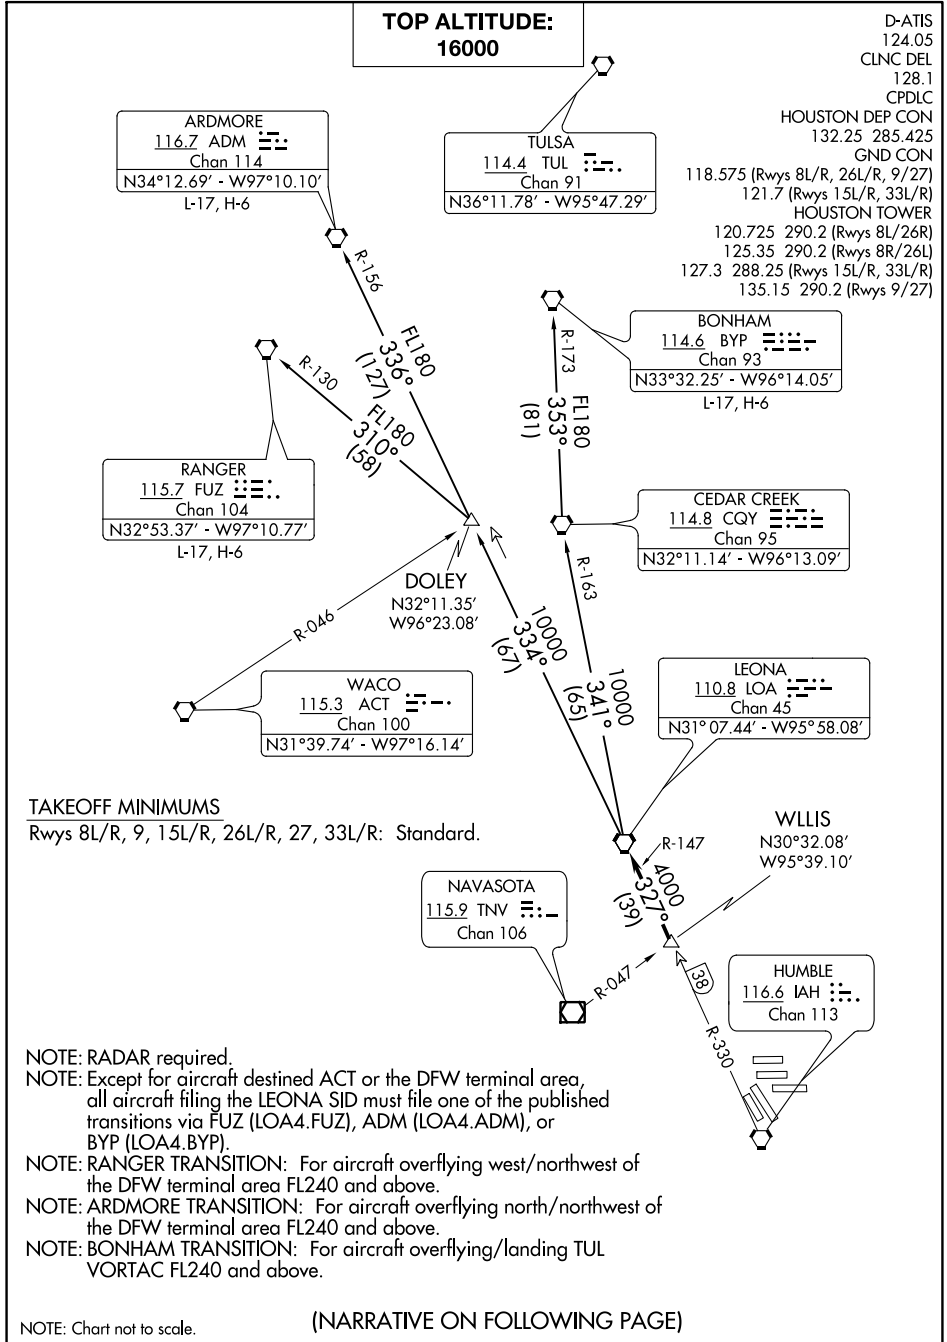 TOP ALTITUDE:
16000
D-ATIS
124.05
CLNC DEL
128.1
CPDLC
HOUSTON DEP CON
132.25 285.425
GND CON
118.575 (Rwys 8L/R, 26L/R, 9/27)
121.7 (Rwys 15L/R, 33L/R)
HOUSTON TOWER
120.725 290.2 (Rwys 8L/26R)
125.35 290.2 (Rwys 8R/26L)
127.3 288.25 (Rwys 15L/R, 33L/R)
135.15 290.2 (Rwys 9/27)
ARDMORE
116.7 ADM
Chan 114
N34°12.69' - W97°10.10'
L-17, H-6
TULSA
114.4 TUL
Chan 91
N36°11.78' - W95°47.29'
R-156
FL180
336°
(127)
BONHAM
114.6 BYP
Chan 93
N33°32.25' - W96°14.05'
L-17, H-6
R-173
FL180
353°
(81)
R-130
FL180
310°
(58)
RANGER
115.7 FUZ
Chan 104
N32°53.37' - W97°10.77'
L-17, H-6
CEDAR CREEK
114.8 CQY
Chan 95
N32°11.14' - W96°13.09'
DOLEY
N32°11.35'
W96°23.08'
R-046
R-163
10000
334°
(67)
10000
341°
(65)
WACO
115.3 ACT
Chan 100
N31°39.74' - W97°16.14'
LEONA
110.8 LOA
Chan 45
N31°07.44' - W95°58.08'
TAKEOFF MINIMUMS
Rwys 8L/R, 9, 15L/R, 26L/R, 27, 33L/R: Standard.
WLLIS
N30°32.08'
W95°39.10'
R-147
4000
327°
(39)
NAVASOTA
115.9 TNV
Chan 106
R-047
38
R-330
HUMBLE
116.6 IAH
Chan 113
NOTE: RADAR required.
NOTE: Except for aircraft destined ACT or the DFW terminal area,
all aircraft filing the LEONA SID must file one of the published
transitions via FUZ (LOA4.FUZ), ADM (LOA4.ADM), or
BYP (LOA4.BYP).
NOTE: RANGER TRANSITION: For aircraft overflying west/northwest of
the DFW terminal area FL240 and above.
NOTE: ARDMORE TRANSITION: For aircraft overflying north/northwest of
the DFW terminal area FL240 and above.
NOTE: BONHAM TRANSITION: For aircraft overflying/landing TUL
VORTAC FL240 and above.
NOTE: Chart not to scale.
(NARRATIVE ON FOLLOWING PAGE)